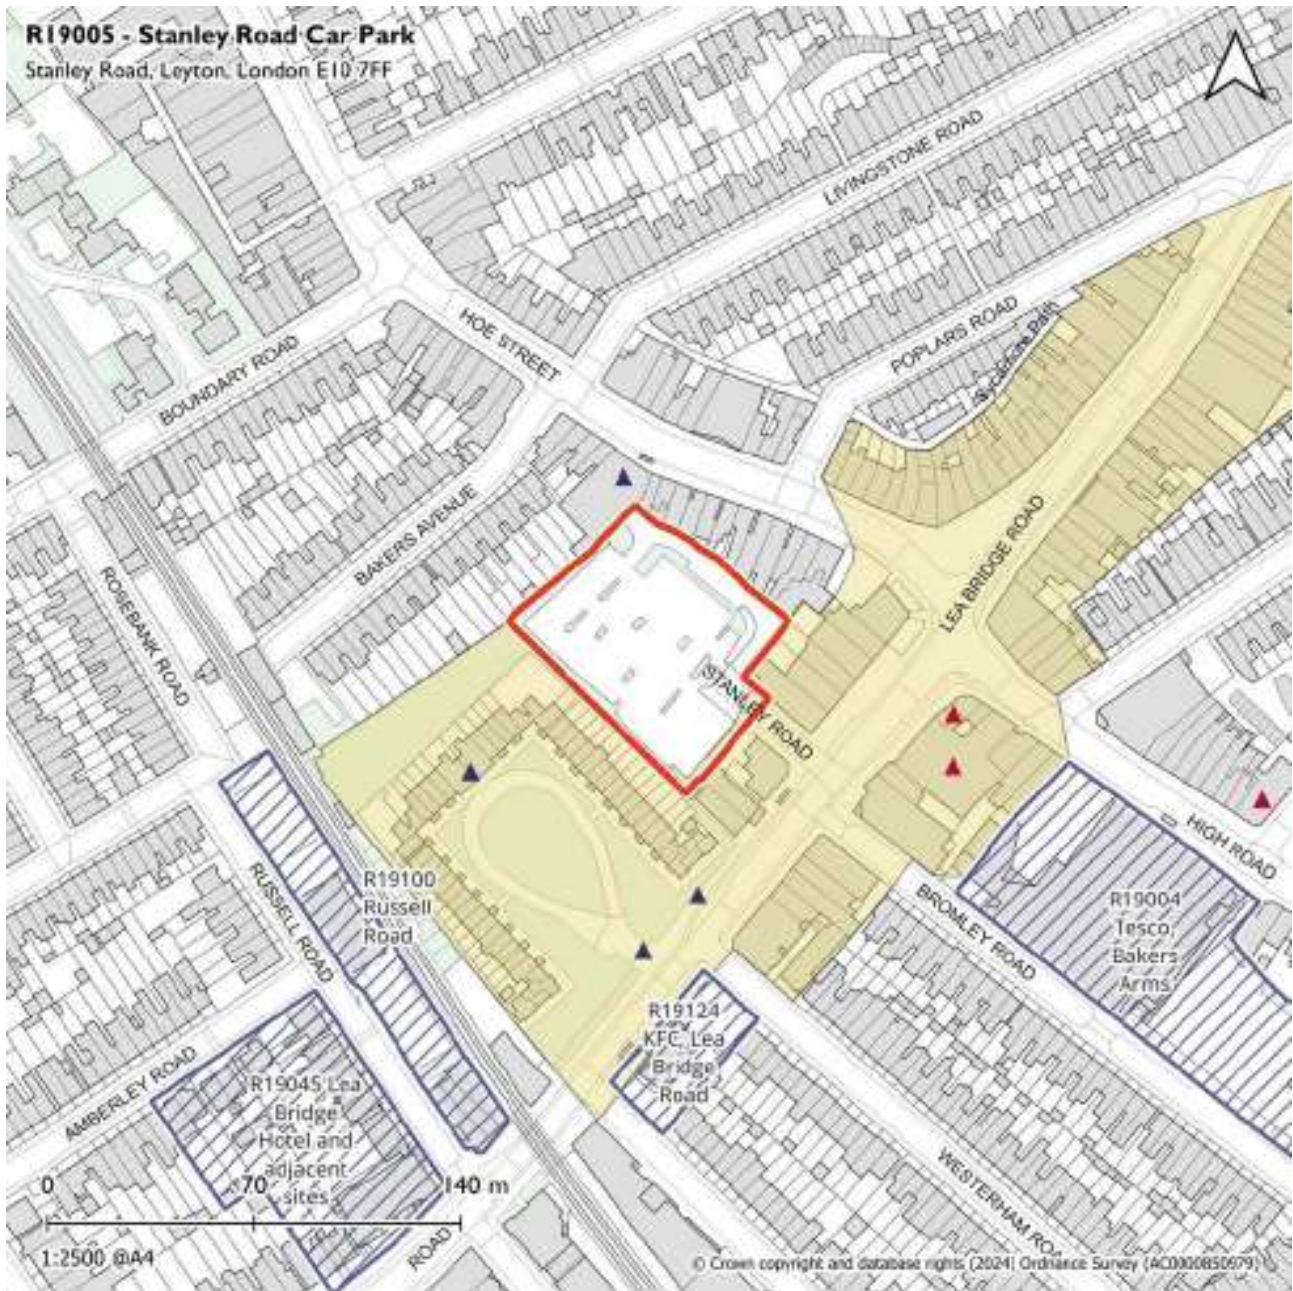 R19005 - Stanley Road Car Park
Stanley Road, Leyton, London E10 7FF
LIVINGSTONE ROAD
HOE STREET
POPLARS ROAD
BOUNDARY ROAD
BAKERS AVENUE
LEA BRIDGE ROAD
ROSEBANK ROAD
STANLEY ROAD
HIGH ROAD
R19100
Russell
Road
RUSSELL ROAD
BROMLEY ROAD
R19004
Tesco,
Bakers
Arms
R19124
KFC, Lea
Bridge
Road
AMBERLEY ROAD
R19045 Lea
Bridge
Hotel and
adjacent
sites
WESTERHAM ROAD
ROAD
0 70 140 m
1:2500 @A4
© Crown copyright and database rights (2024) Ordnance Survey (AC0000850979)